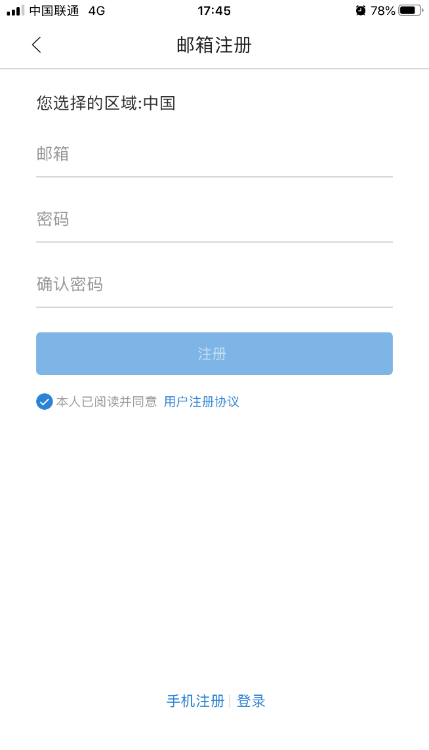 中国联通 4G 17:45 78%
邮箱注册
您选择的区域:中国
邮箱
密码
确认密码
注册
本人已阅读并同意 用户注册协议
手机注册 登录